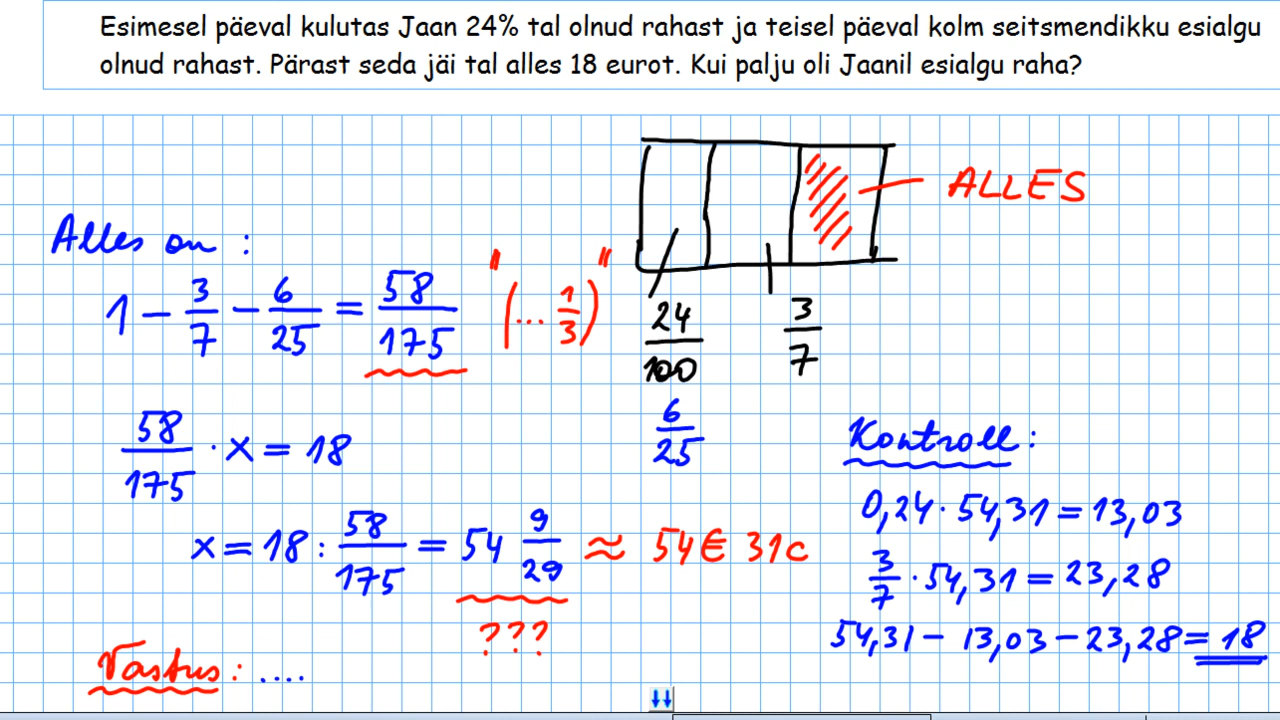 Esimesel päeval kulutas Jaan 24% tal olnud rahast ja teisel päeval kolm seitsmendikku esialgu
olnud rahast. Pärast seda jäi tal alles 18 eurot. Kui palju oli Jaanil esialgu raha?
ALLES
Alles on :
1 - 3/7 - 6/25 = 58/175 "(... 1/3)"
24/100 3/7
6/25
58/175 · x = 18
x = 18 : 58/175 = 54 9/29 ≈ 54€ 31c
???
Kontroll:
0,24 · 54,31 = 13,03
3/7 · 54,31 = 23,28
54,31 - 13,03 - 23,28 = 18
Vastus: ....